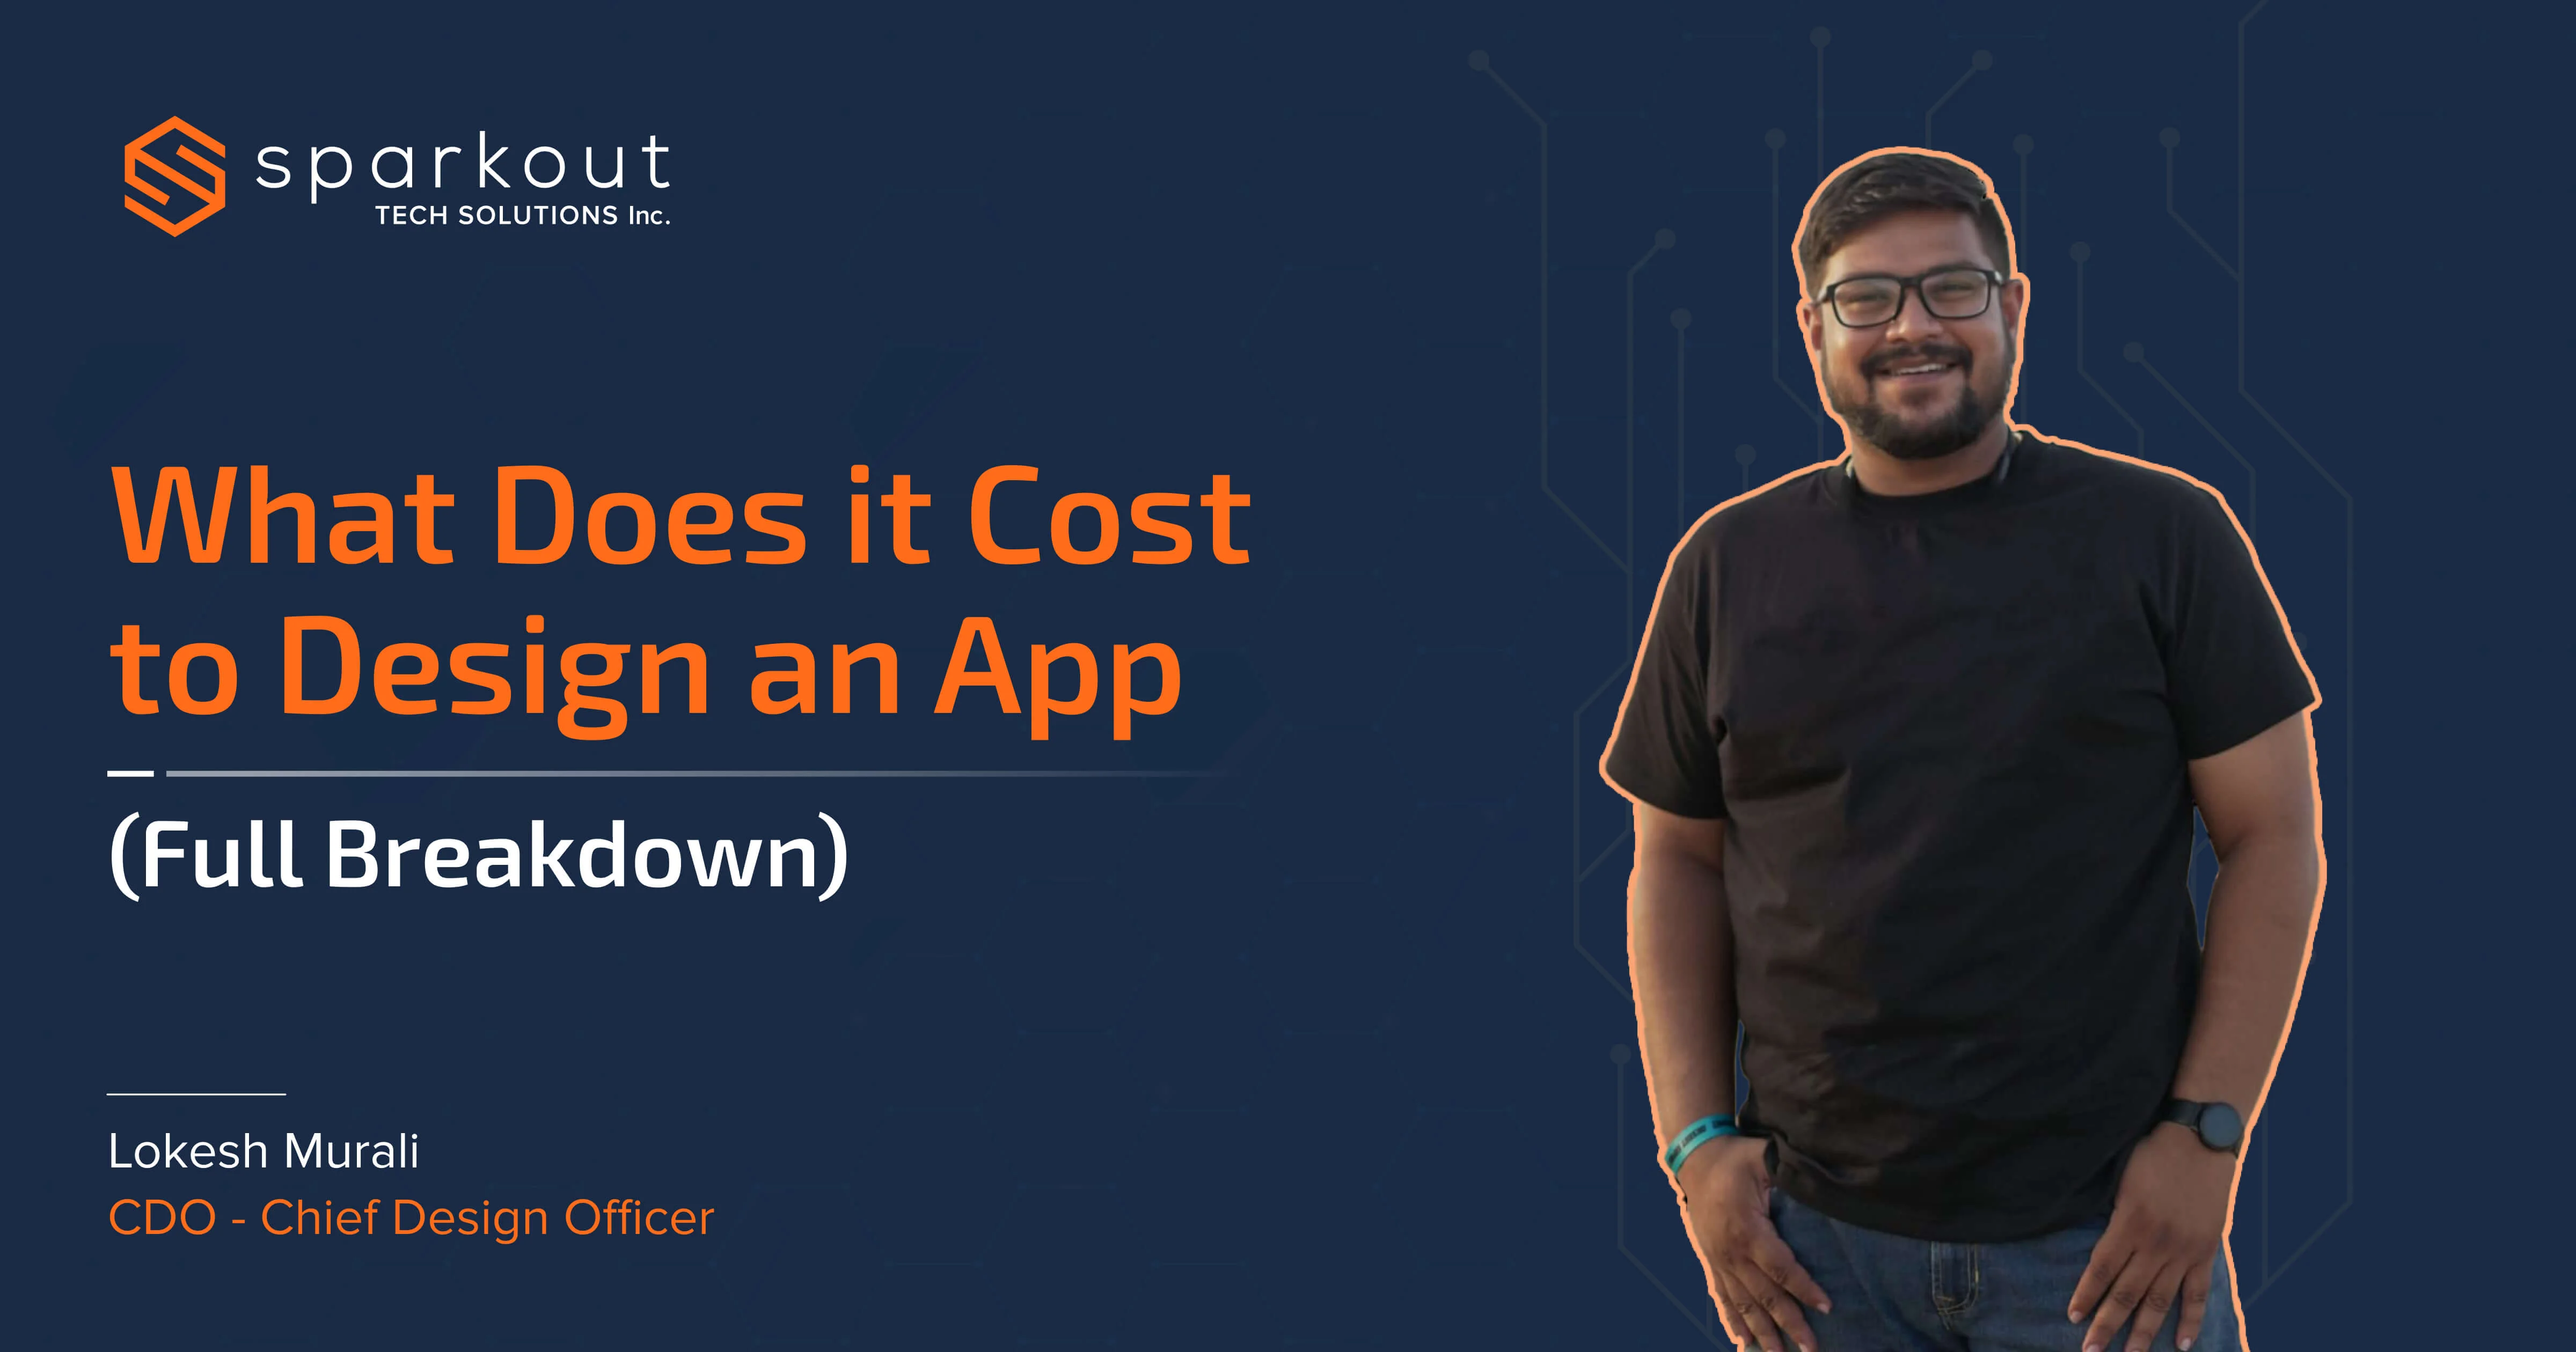 sparkout
TECH SOLUTIONS Inc.
What Does it Cost
to Design an App
(Full Breakdown)
Lokesh Murali
CDO - Chief Design Officer